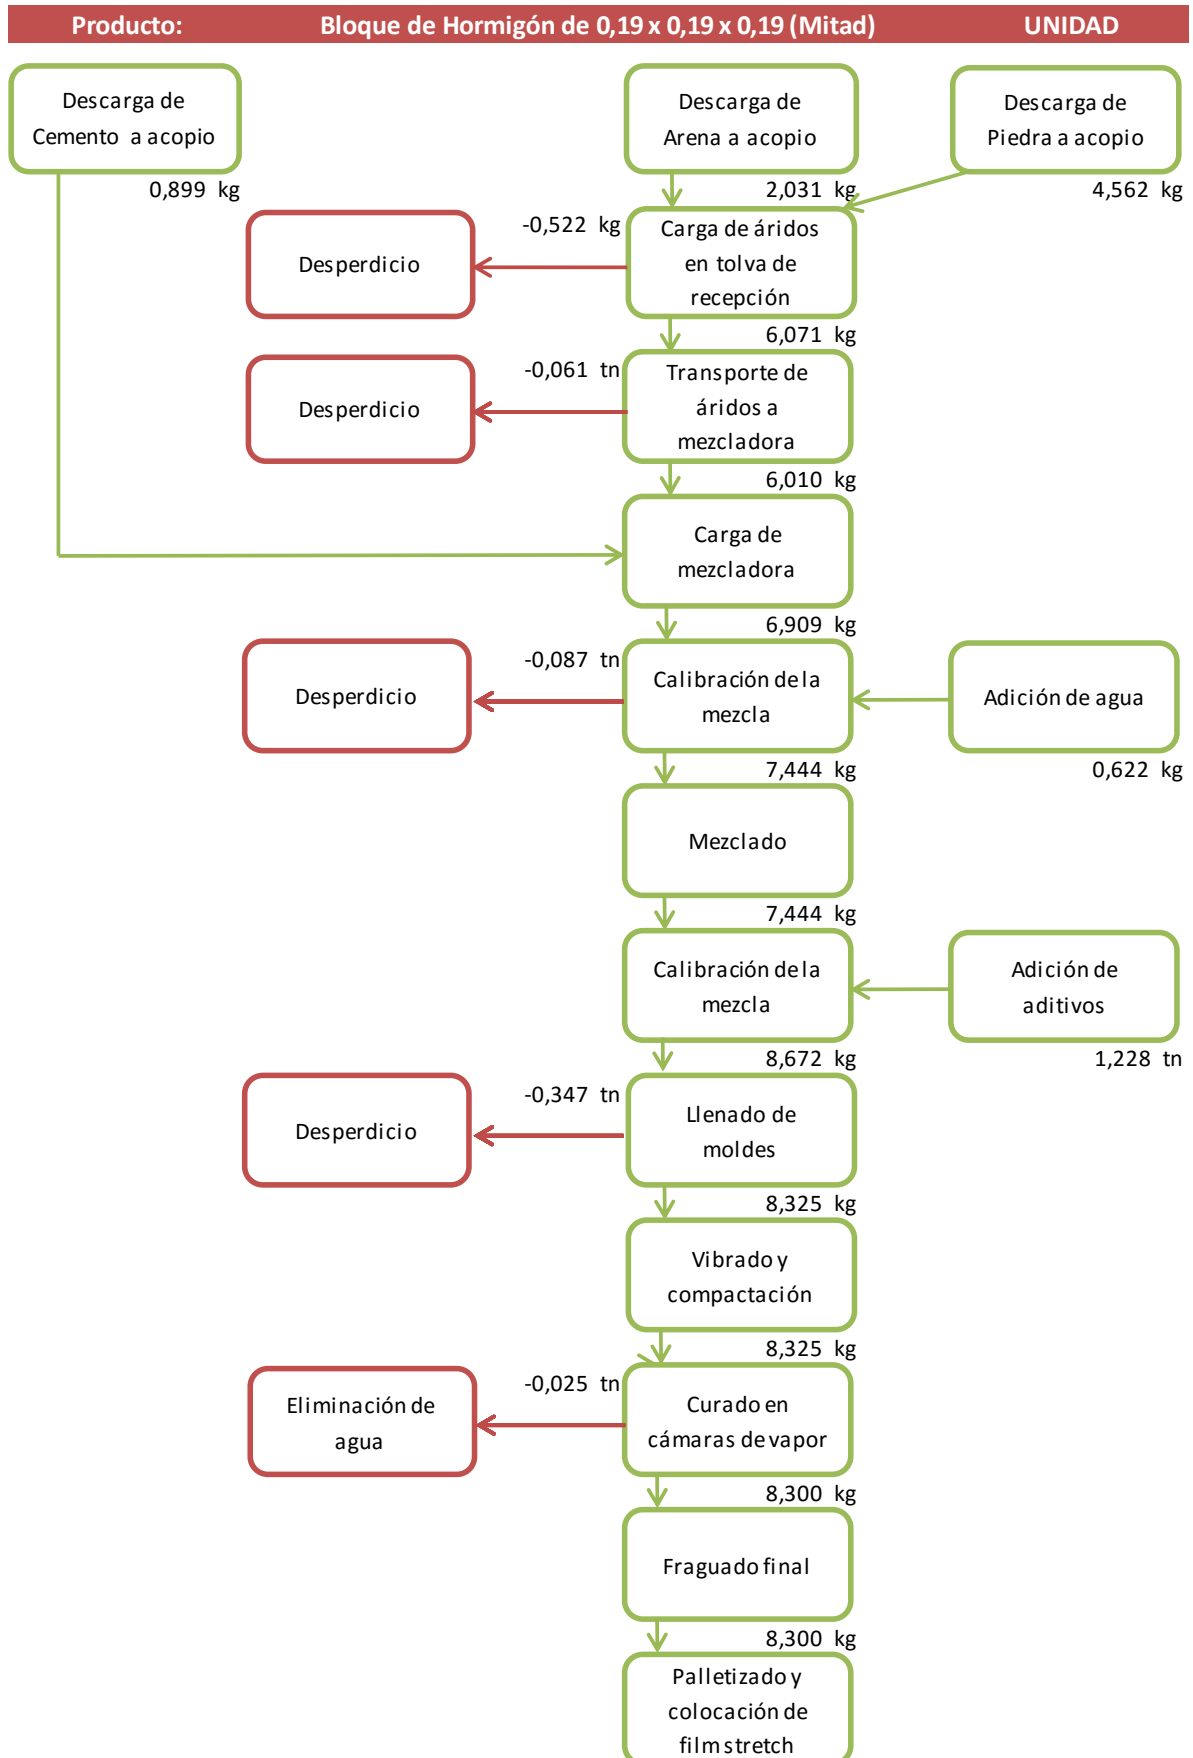 Producto: Bloque de Hormigón de 0,19 x 0,19 x 0,19 (Mitad) UNIDAD
Descarga de
Cemento a acopio
0,899 kg
Descarga de
Arena a acopio
2,031 kg
Descarga de
Piedra a acopio
4,562 kg
-0,522 kg
Desperdicio
Carga de áridos
en tolva de
recepción
6,071 kg
-0,061 tn
Desperdicio
Transporte de
áridos a
mezcladora
6,010 kg
Carga de
mezcladora
6,909 kg
-0,087 tn
Desperdicio
Calibración de la
mezcla
Adición de agua
7,444 kg
0,622 kg
Mezclado
7,444 kg
Calibración de la
mezcla
Adición de
aditivos
8,672 kg
1,228 tn
-0,347 tn
Desperdicio
Llenado de
moldes
8,325 kg
Vibrado y
compactación
8,325 kg
-0,025 tn
Eliminación de
agua
Curado en
cámaras de vapor
8,300 kg
Fraguado final
8,300 kg
Palletizado y
colocación de
film stretch